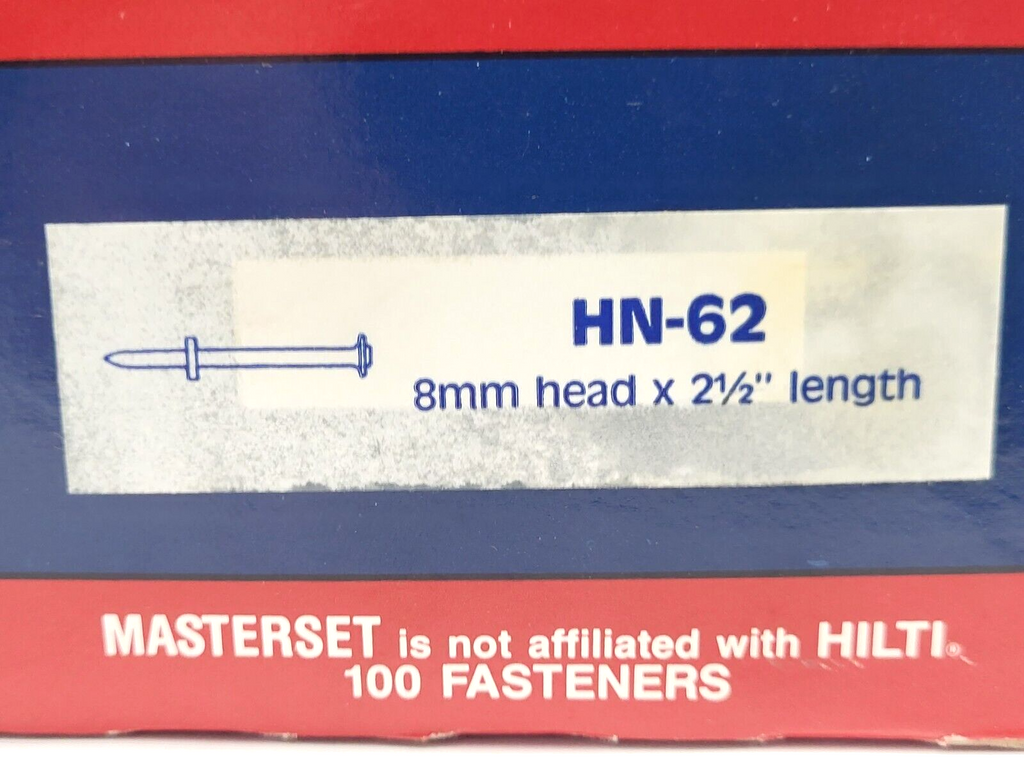 HN-62
8mm head x 2½" length
MASTERSET is not affiliated with HILTI®
100 FASTENERS